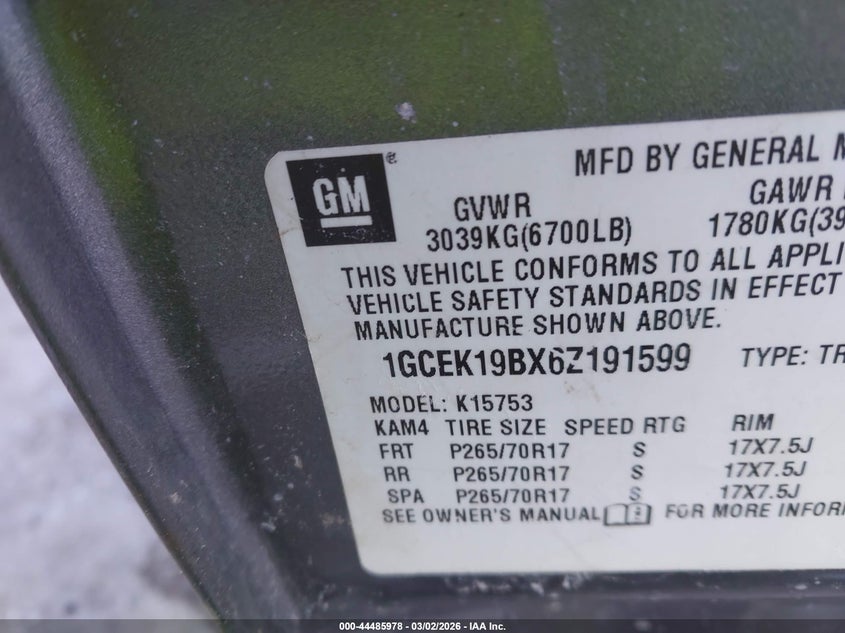 GM®
MFD BY GENERAL
GVWR
GAWR
3039KG(6700LB)
1780KG(39
THIS VEHICLE CONFORMS TO ALL APPLI
VEHICLE SAFETY STANDARDS IN EFFECT
MANUFACTURE SHOWN ABOVE.
1GCEK19BX6Z191599 TYPE: TR
MODEL: K15753
KAM4 TIRE SIZE SPEED RTG RIM
FRT P265/70R17 S 17X7.5J
RR P265/70R17 S 17X7.5J
SPA P265/70R17 S 17X7.5J
SEE OWNER'S MANUAL FOR MORE INFOR
000-44485978 - 03/02/2026 - IAA Inc.